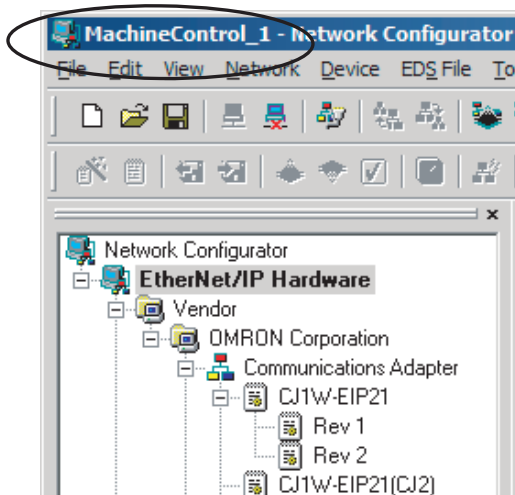 MachineControl_1 - Network Configurator
File Edit View Network Device EDS File To
Network Configurator
EtherNet/IP Hardware
Vendor
OMRON Corporation
Communications Adapter
CJ1W-EIP21
Rev 1
Rev 2
CJ1W-EIP21(CJ2)